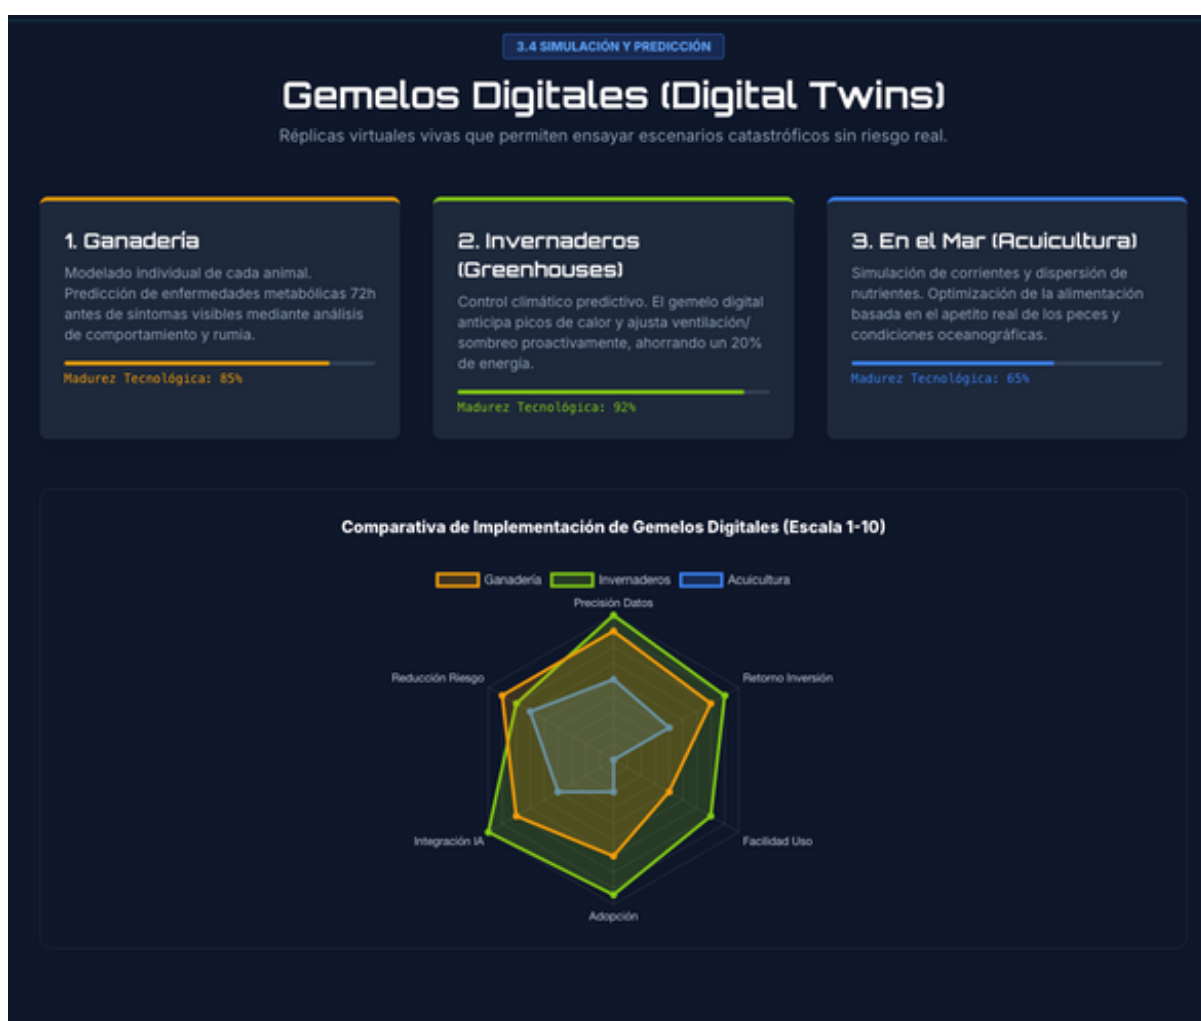 3.4 SIMULACIÓN Y PREDICCIÓN
Gemelos Digitales (Digital Twins)
Réplicas virtuales vivas que permiten ensayar escenarios catastróficos sin riesgo real.
1. Ganadería
Modelado individual de cada animal.
Predicción de enfermedades metabólicas 72h
antes de síntomas visibles mediante análisis
de comportamiento y rumia.
Madurez Tecnológica: 85%
2. Invernaderos
(Greenhouses)
Control climático predictivo. El gemelo digital
anticipa picos de calor y ajusta ventilación/
sombreo proactivamente, ahorrando un 20%
de energía.
Madurez Tecnológica: 92%
3. En el Mar (Acuicultura)
Simulación de corrientes y dispersión de
nutrientes. Optimización de la alimentación
basada en el apetito real de los peces y
condiciones oceanográficas.
Madurez Tecnológica: 65%
Comparativa de Implementación de Gemelos Digitales (Escala 1-10)
Ganadería Invernaderos Acuicultura
Precisión Datos
Reducción Riesgo
Retorno Inversión
Integración IA
Facilidad Uso
Adopción